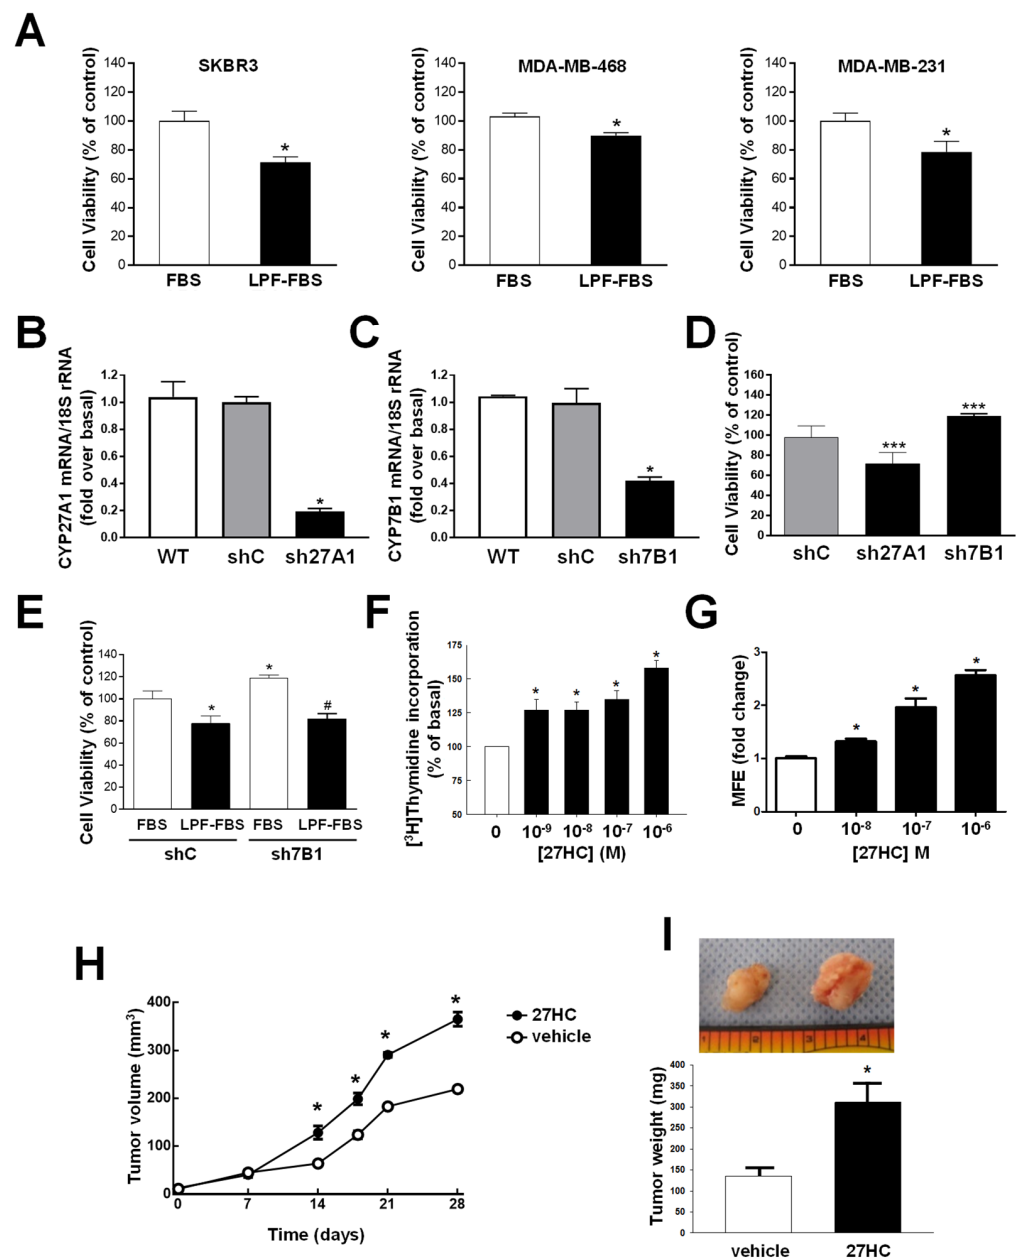 A
SKBR3
MDA-MB-468
MDA-MB-231
Cell Viability (% of control)
140
120
100
80
60
40
20
0
FBS LPF-FBS
Cell Viability (% of control)
140
120
100
80
60
40
20
0
FBS LPF-FBS
Cell Viability (% of control)
140
120
100
80
60
40
20
0
FBS LPF-FBS
*
*
*
B
CYP27A1 mRNA/18S rRNA
(fold over basal)
1.2
1.0
0.8
0.6
0.4
0.2
0.0
*
WT shC sh27A1
C
CYP7B1 mRNA/18S rRNA
(fold over basal)
1.2
1.0
0.8
0.6
0.4
0.2
0.0
*
WT shC sh7B1
D
Cell Viability (% of control)
160
140
120
100
80
60
40
20
0
*** ***
shC sh27A1 sh7B1
E
Cell Viability (% of control)
140
120
100
80
60
40
20
0
* * #
FBS LPF-FBS FBS LPF-FBS
shC sh7B1
F
[³H]Thymidine incorporation
(% of basal)
175
150
125
100
75
50
* * * *
0 10⁻⁹ 10⁻⁸ 10⁻⁷ 10⁻⁶
[27HC] (M)
G
MFE (fold change)
3
2
1
0
* * *
0 10⁻⁸ 10⁻⁷ 10⁻⁶
[27HC] M
H
Tumor volume (mm³)
400
300
200
100
0
* * * *
27HC
vehicle
0 7 14 21 28
Time (days)
I
1 2 3 4
Tumor weight (mg)
400
350
300
250
200
150
100
50
0
*
vehicle 27HC